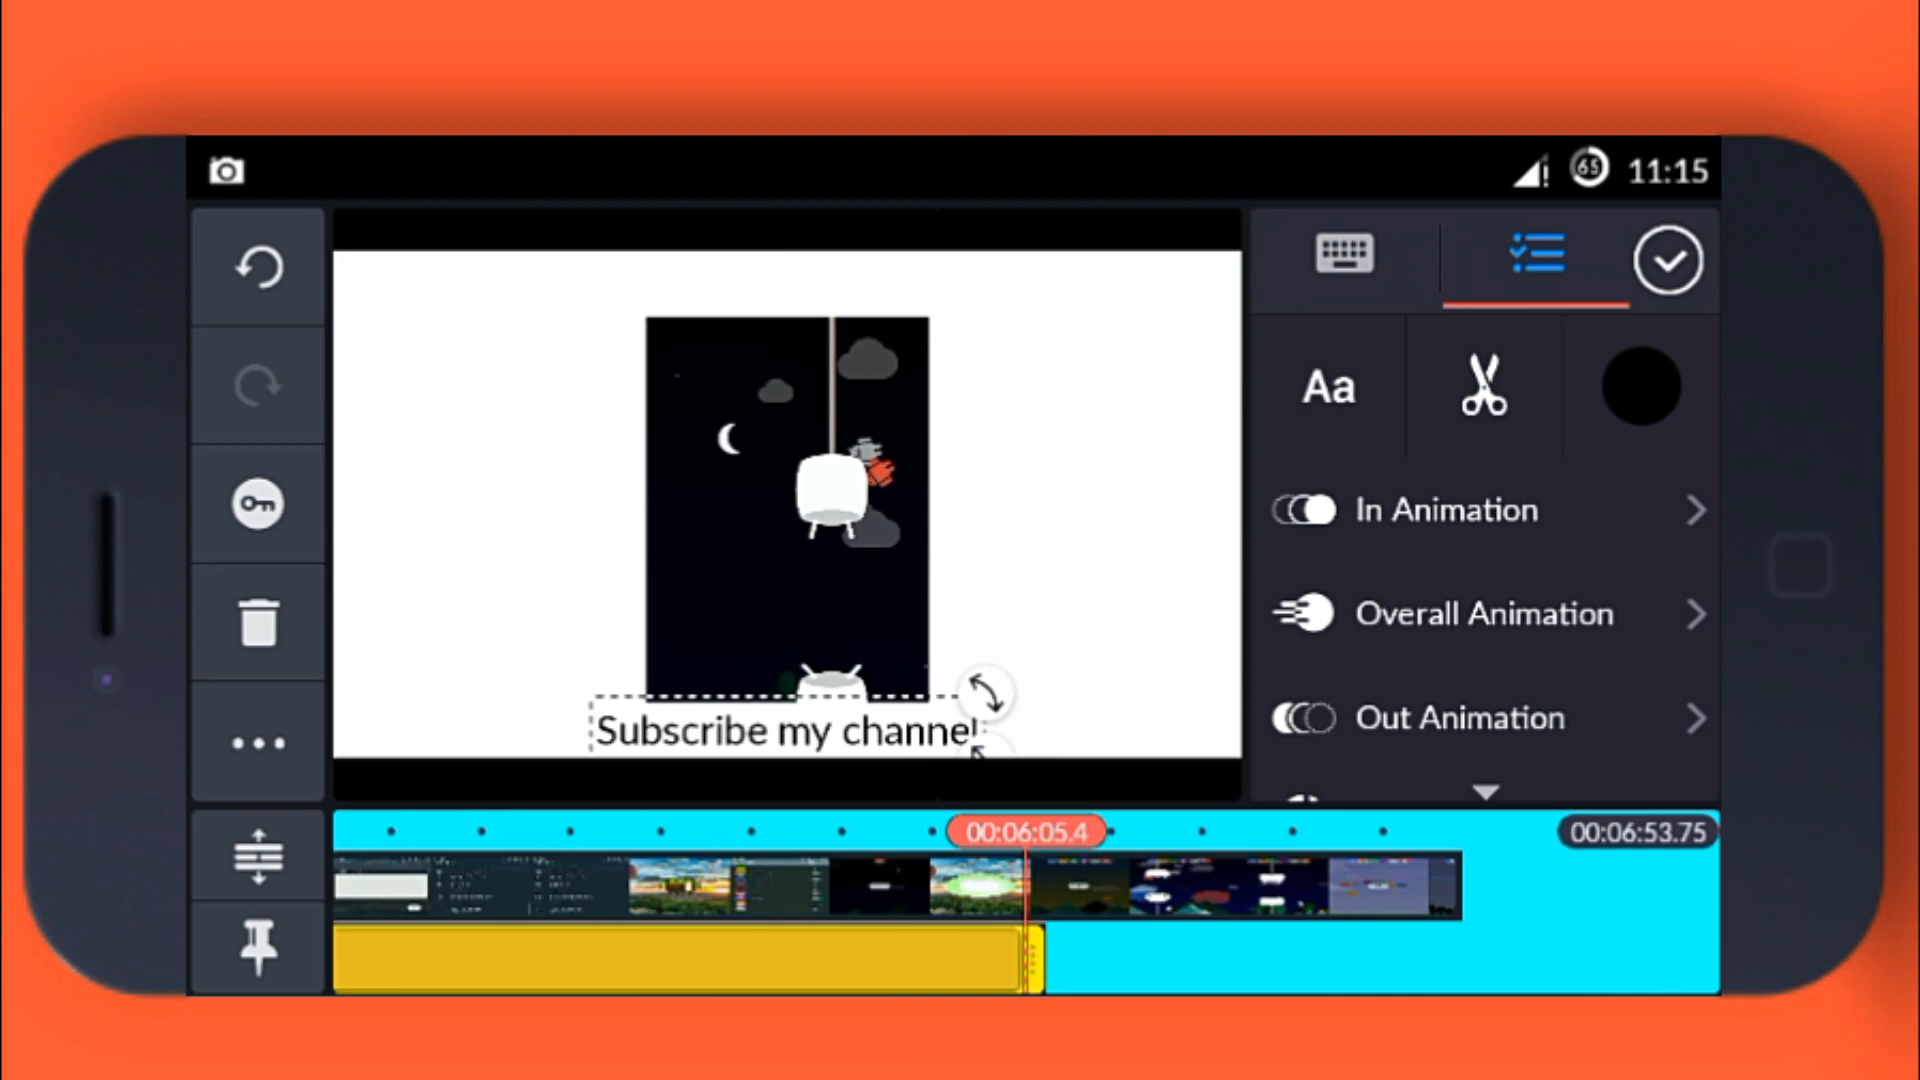 65 11:15
Aa
In Animation
Overall Animation
Out Animation
Subscribe my channel
00:06:05.4
00:06:53.75